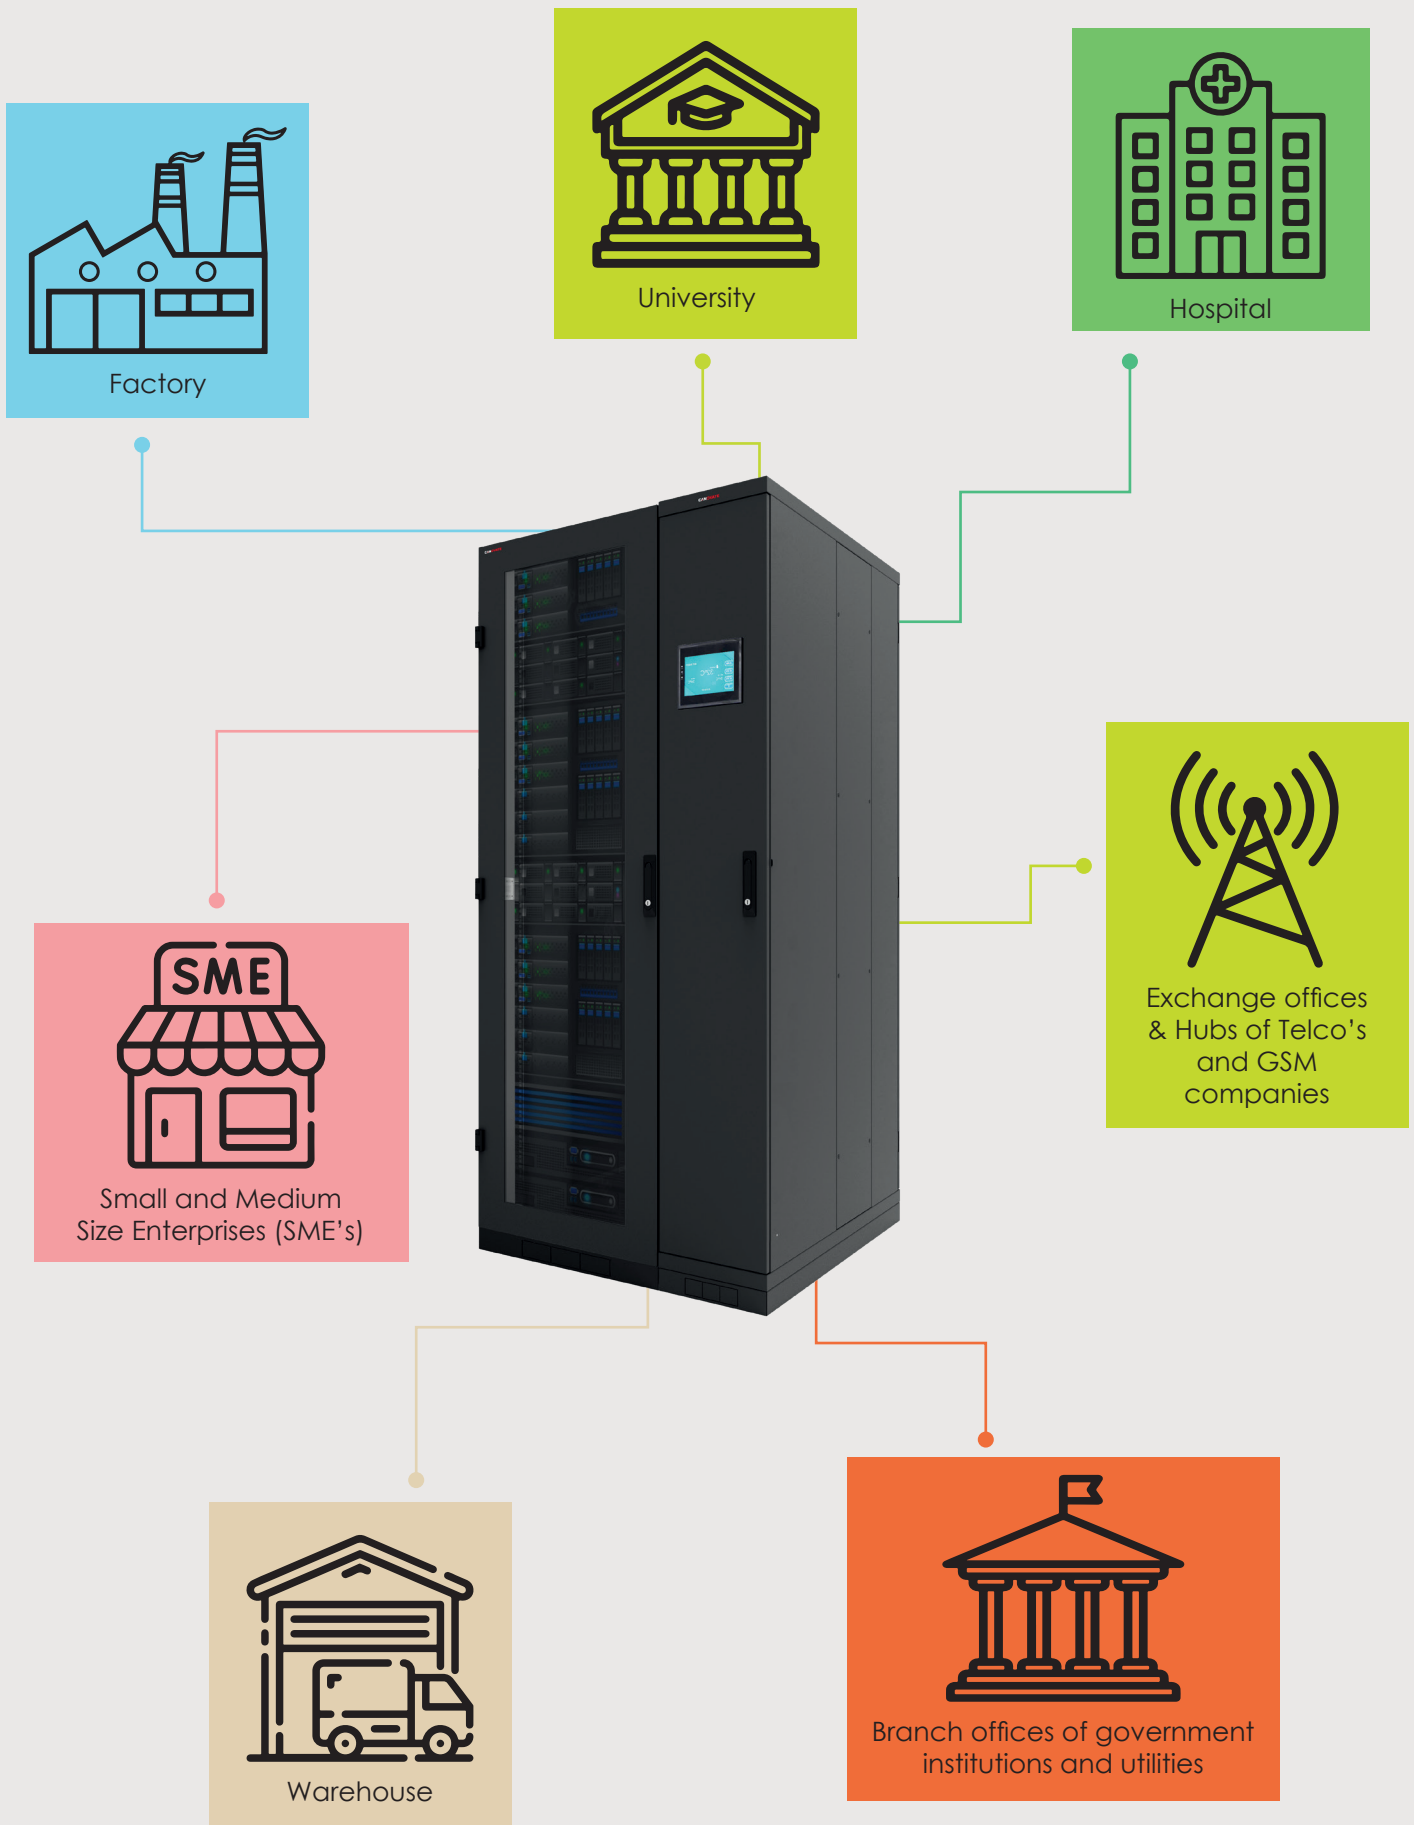 University
Hospital
Factory
SME
Exchange offices
& Hubs of Telco’s
and GSM
companies
Small and Medium
Size Enterprises (SME's)
Branch offices of government
institutions and utilities
Warehouse